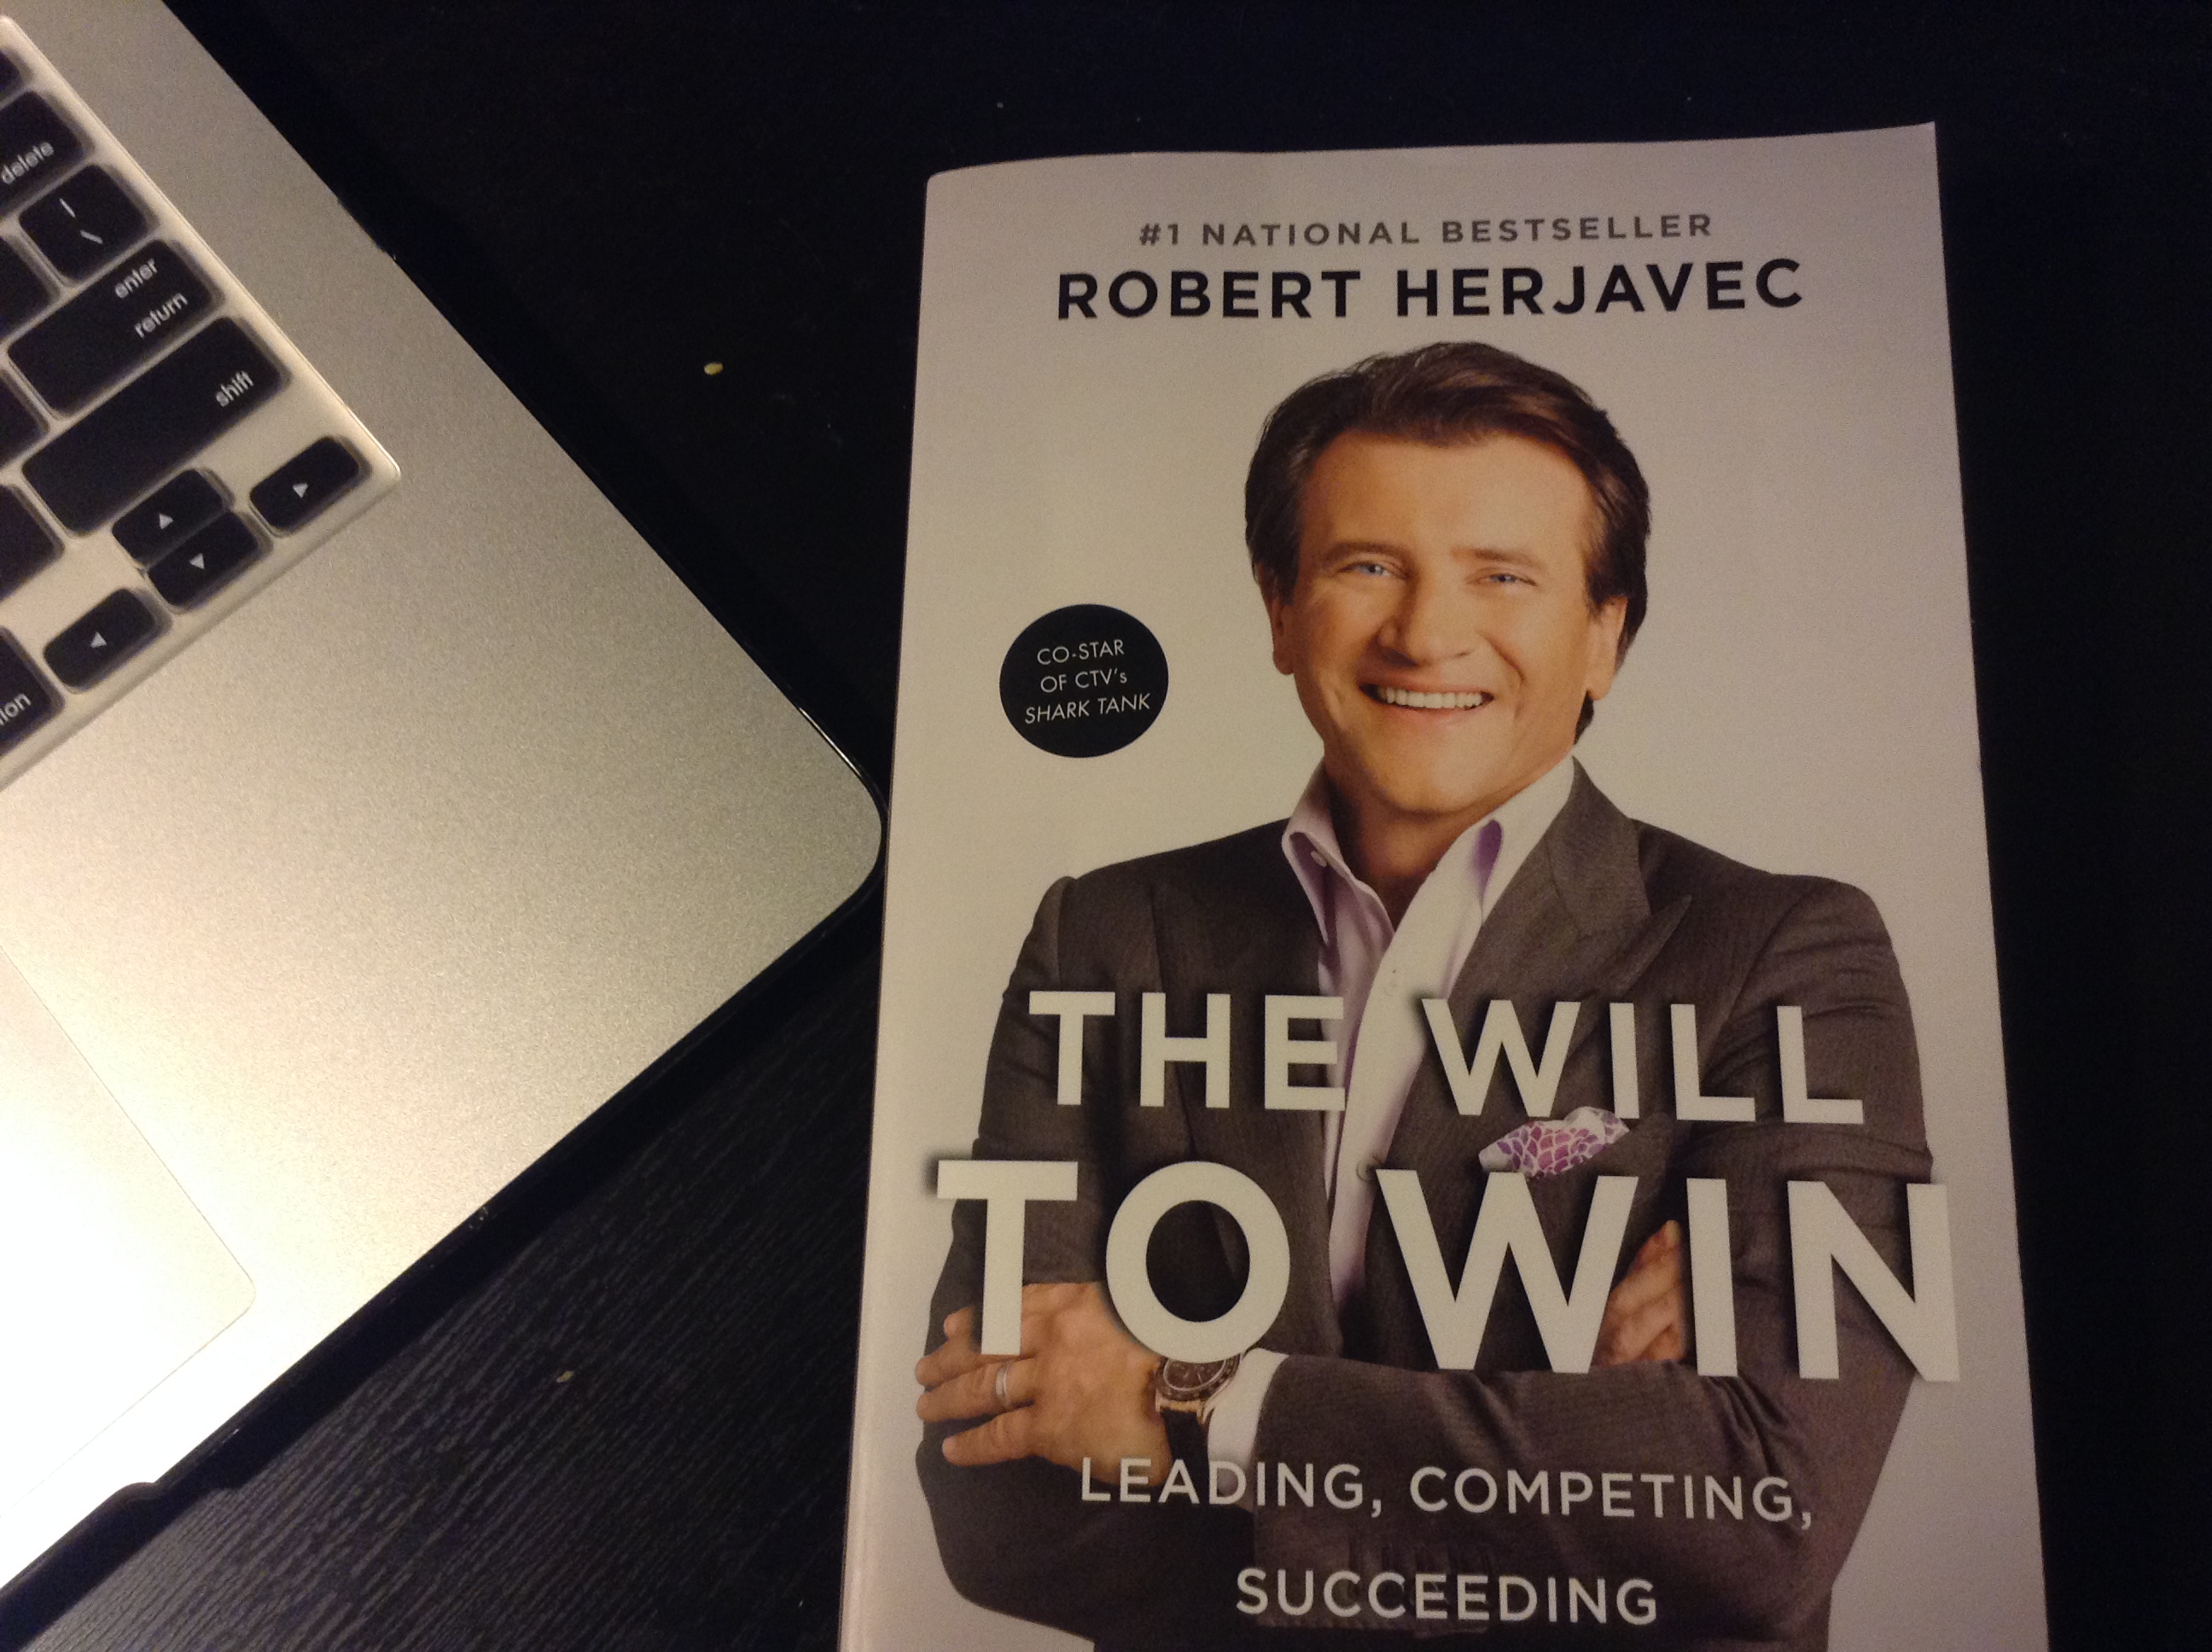 #1 NATIONAL BESTSELLER
ROBERT HERJAVEC
CO-STAR
OF CTV's
SHARK TANK
THE WILL
TO WIN
LEADING, COMPETING,
SUCCEEDING
delete
enter
return
shift